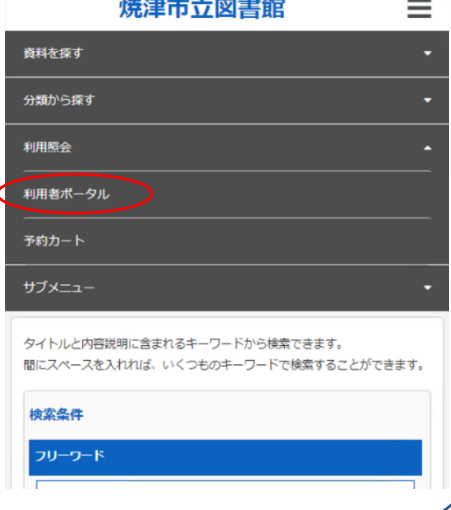 焼津市立図書館
資料を探す
分類から探す
利用照会
利用者ポータル
予約カート
サブメニュー
タイトルと内容説明に含まれるキーワードから検索できます。
間にスペースを入れれば、いくつものキーワードで検索することができます。
検索条件
フリーワード